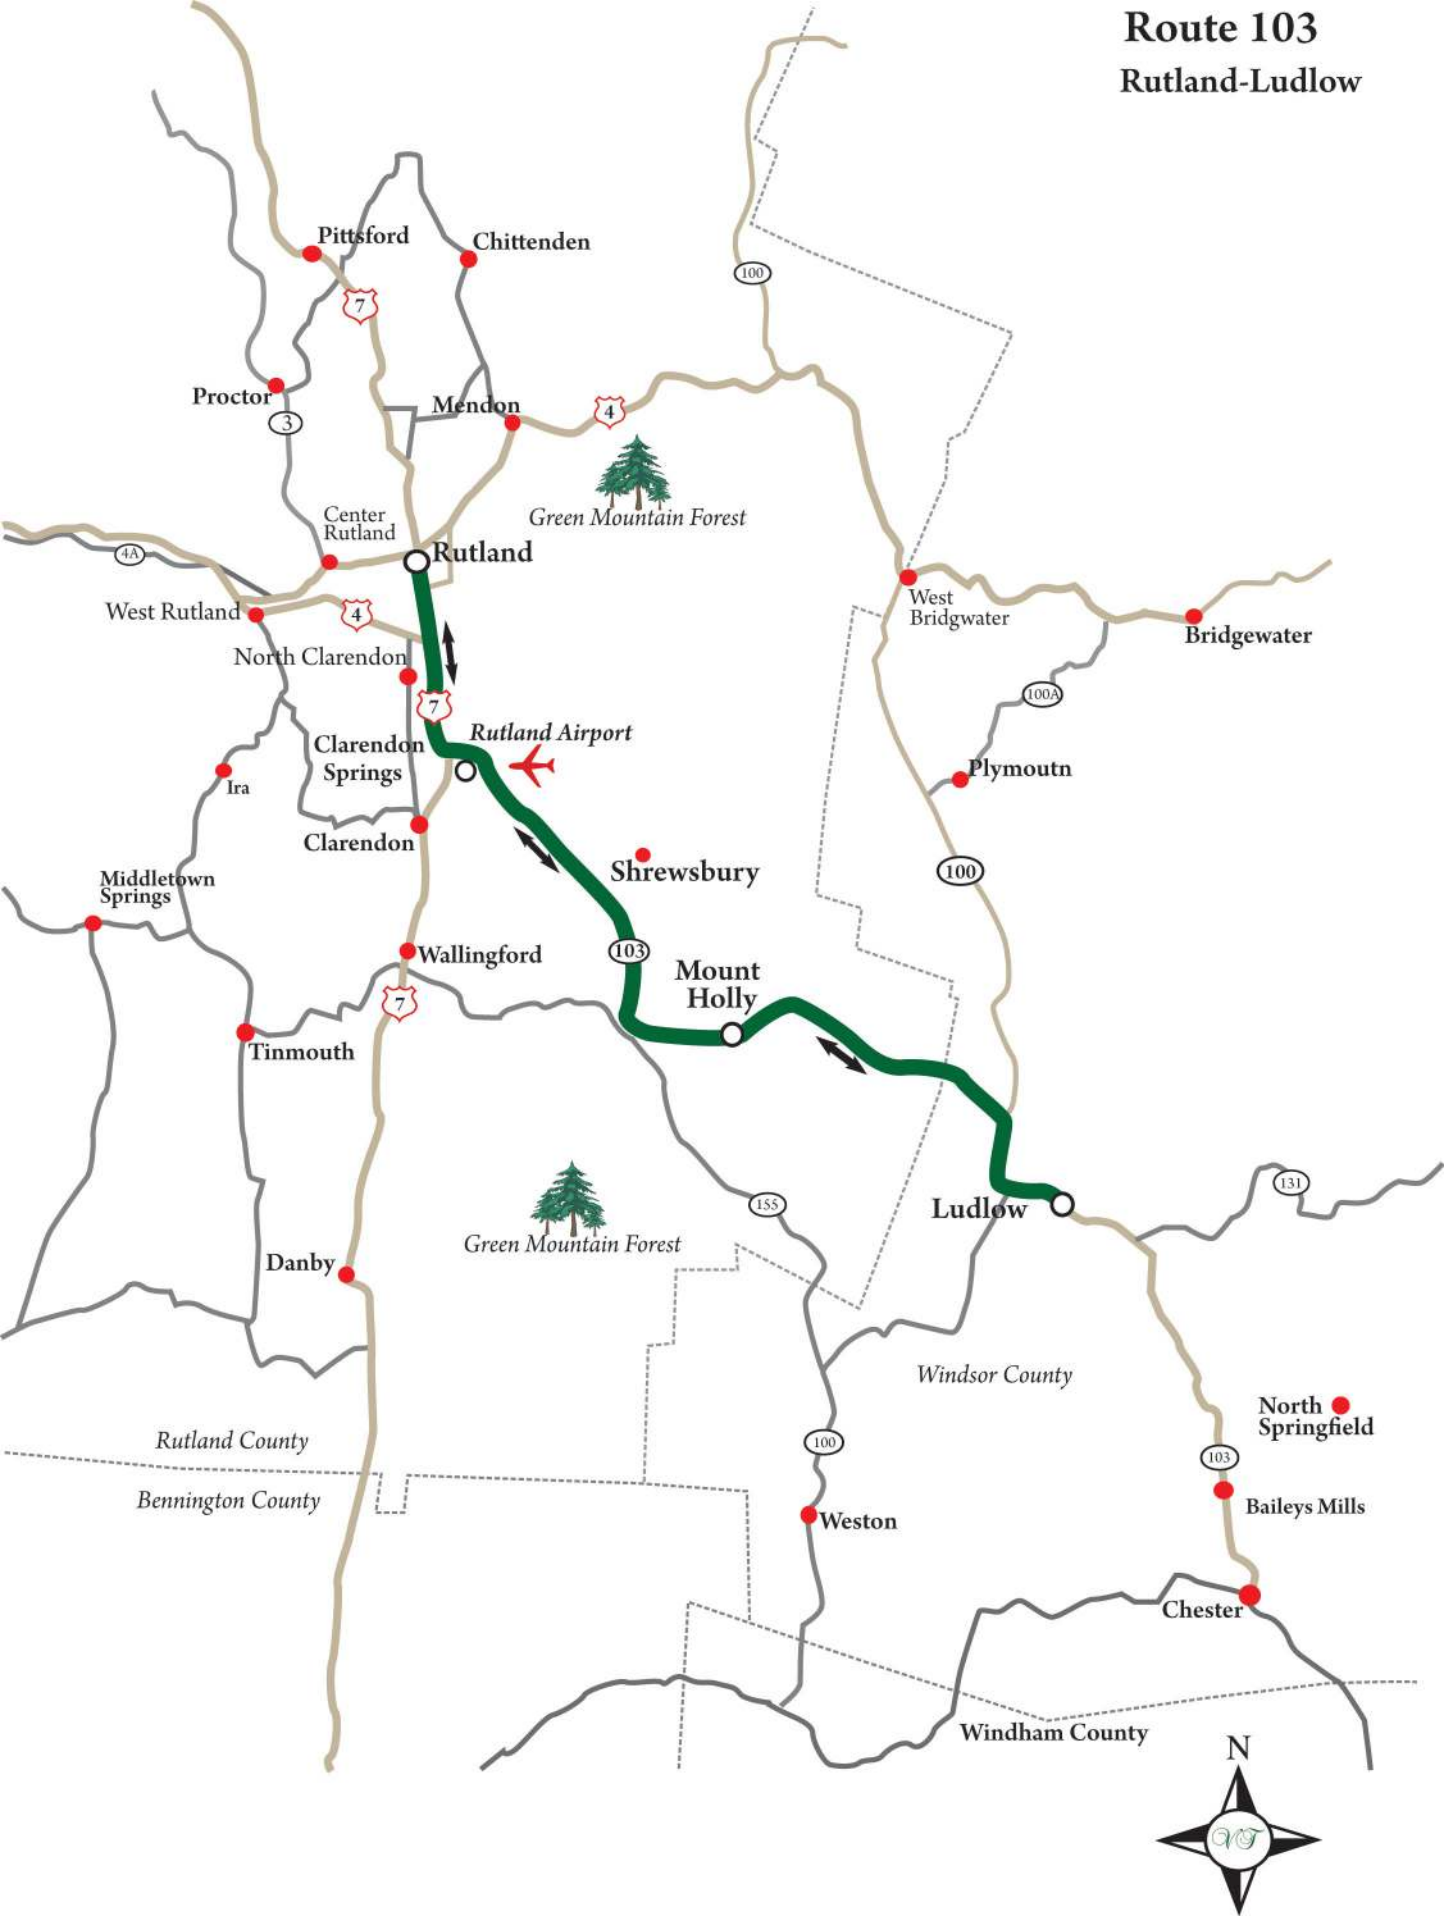 Route 103
Rutland-Ludlow
Pittsford
Chittenden
7
100
Proctor
Mendon
4
3
Green Mountain Forest
Center
Rutland
4A
Rutland
West Rutland
4
West
Bridgwater
Bridgewater
North Clarendon
7
100A
Rutland Airport
Clarendon
Springs
Plymoutn
Ira
Clarendon
Shrewsbury
100
Middletown
Springs
Wallingford
103
Mount
Holly
7
Tinmouth
131
155
Ludlow
Green Mountain Forest
Danby
Windsor County
North
Springfield
Rutland County
100
103
Bennington County
Baileys Mills
Weston
Chester
Windham County
N
VT